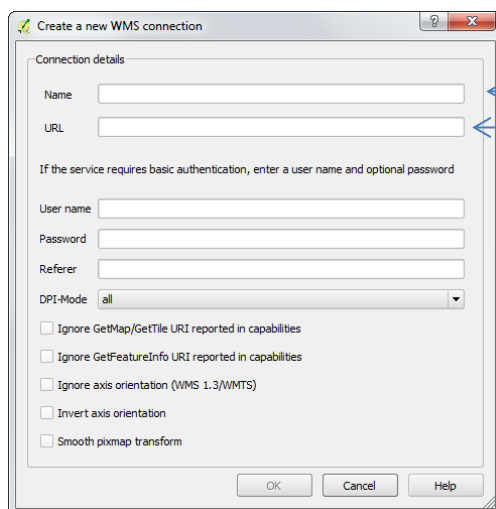 Create a new WMS connection
Connection details
Name
URL
If the service requires basic authentication, enter a user name and optional password
User name
Password
Referer
DPI-Mode all
Ignore GetMap/GetTile URI reported in capabilities
Ignore GetFeatureInfo URI reported in capabilities
Ignore axis orientation (WMS 1.3/WMTS)
Invert axis orientation
Smooth pixmap transform
OK Cancel Help